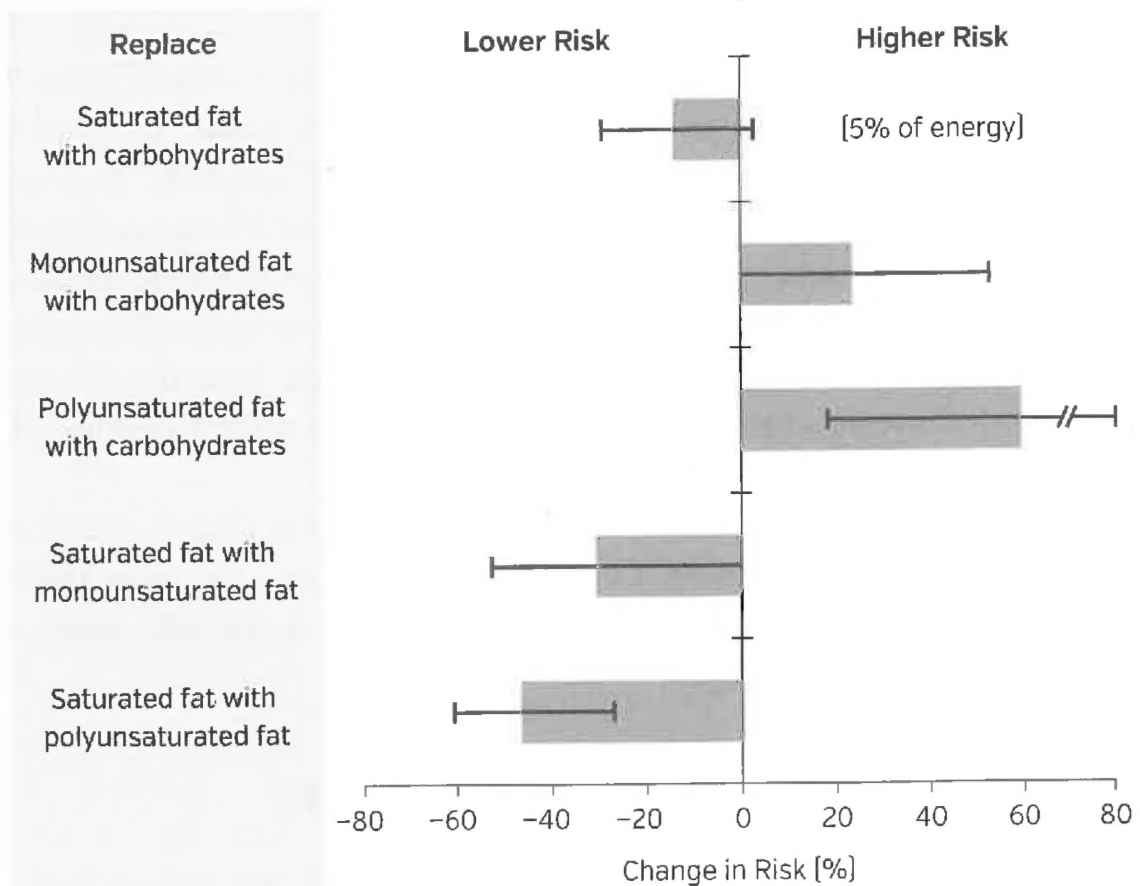 Replace
Lower Risk
Higher Risk
Saturated fat
with carbohydrates
[5% of energy]
Monounsaturated fat
with carbohydrates
Polyunsaturated fat
with carbohydrates
Saturated fat with
monounsaturated fat
Saturated fat with
polyunsaturated fat
−80 −60 −40 −20 0 20 40 60 80
Change in Risk [%]